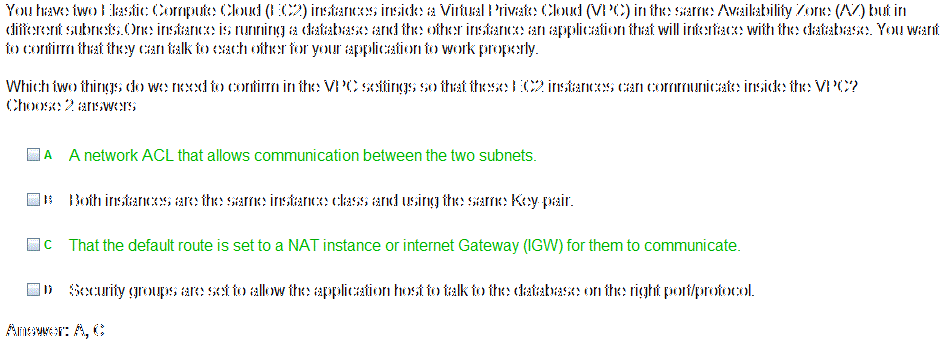 You have two Elastic Compute Cloud (EC2) instances inside a Virtual Private Cloud (VPC) in the same Availability Zone (AZ) but in
different subnets.One instance is running a database and the other instance an application that will interface with the database. You want
to confirm that they can talk to each other for your application to work properly.
Which two things do we need to confirm in the VPC settings so that these EC2 instances can communicate inside the VPC?
Choose 2 answers
A A network ACL that allows communication between the two subnets.
B Both instances are the same instance class and using the same Key-pair.
C That the default route is set to a NAT instance or internet Gateway (IGW) for them to communicate.
D Security groups are set to allow the application host to talk to the database on the right port/protocol.
Answer: A, C